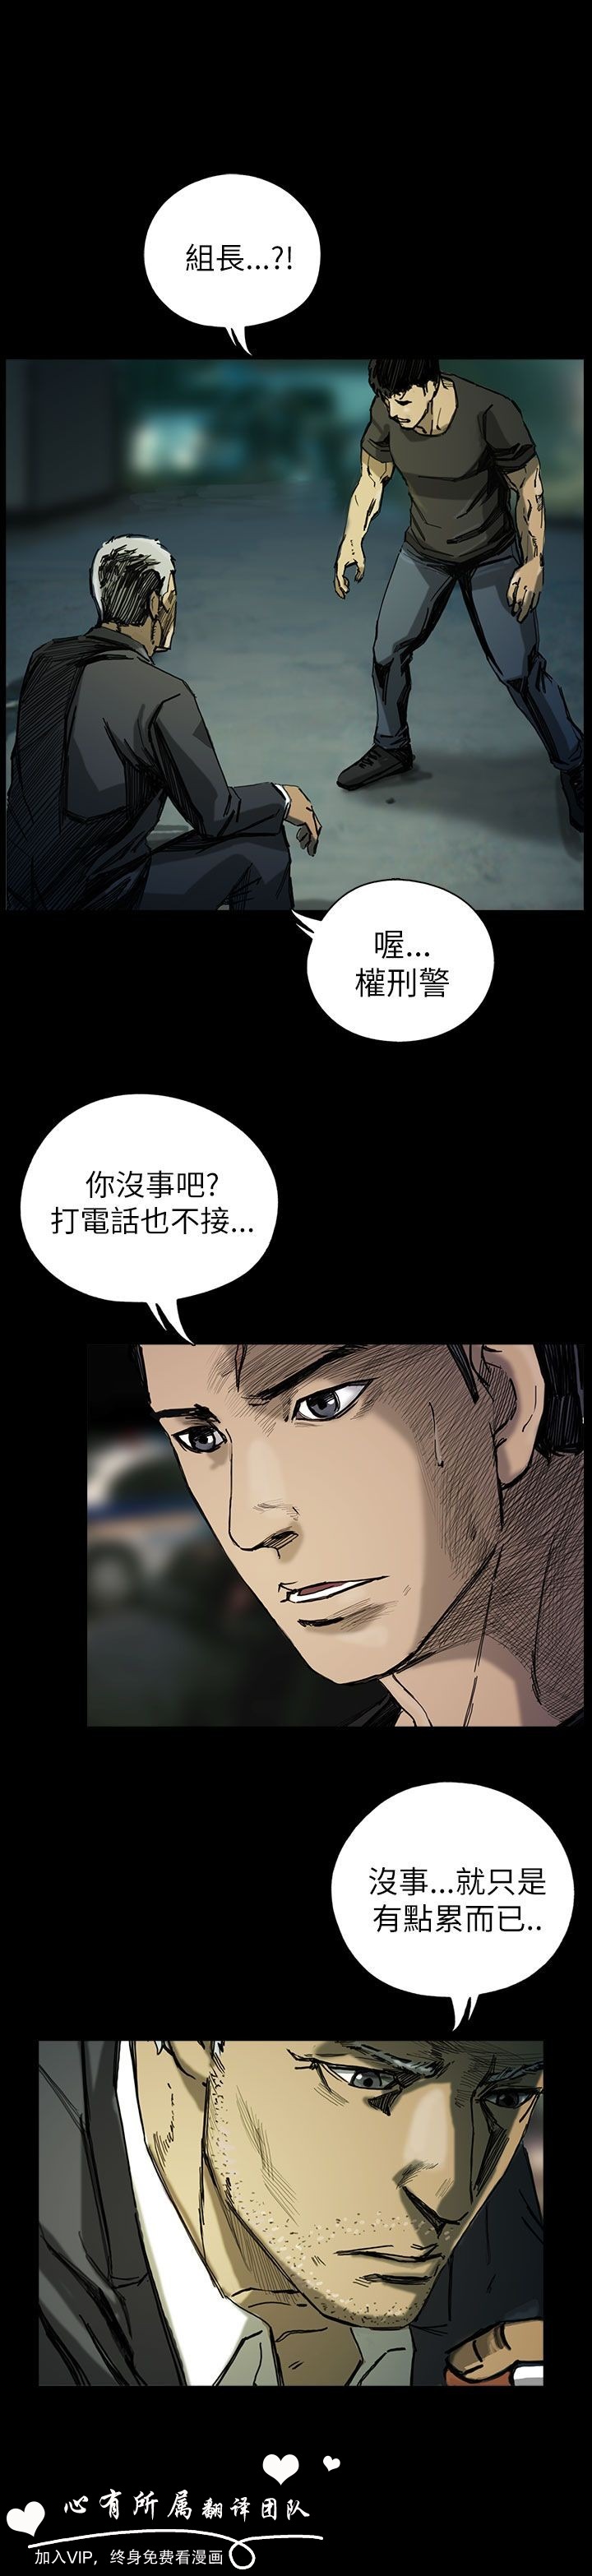 組長...?!
喔...
權刑警
你沒事吧?
打電話也不接...
沒事...就只是
有點累而已..
心有所属翻译团队
加入VIP，终身免费看漫画